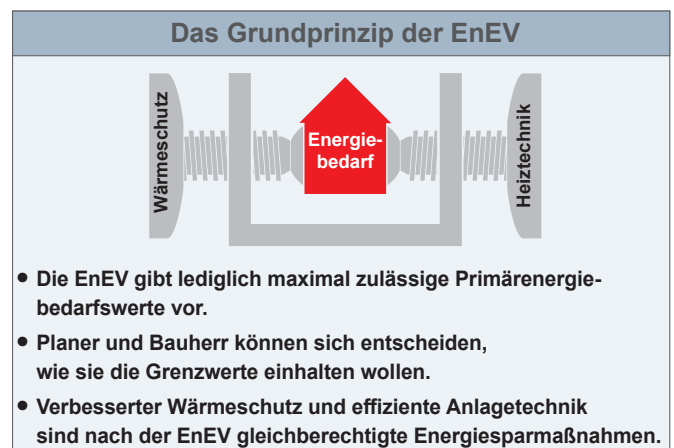 Das Grundprinzip der EnEV
Wärmeschutz
Energie-
bedarf
Heiztechnik
• Die EnEV gibt lediglich maximal zulässige Primärenergie-
bedarfswerte vor.
• Planer und Bauherr können sich entscheiden,
wie sie die Grenzwerte einhalten wollen.
• Verbesserter Wärmeschutz und effiziente Anlagetechnik
sind nach der EnEV gleichberechtigte Energiesparmaßnahmen.